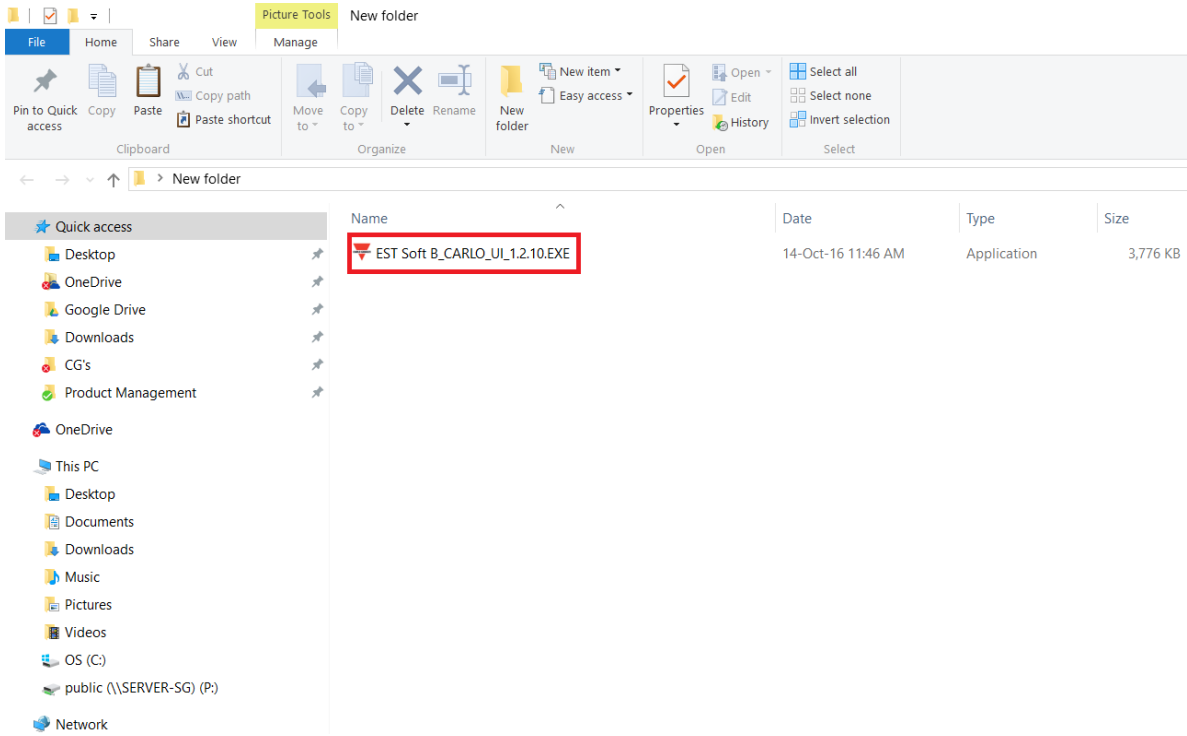 Picture Tools New folder
File Home Share View Manage
Pin to Quick access
Copy
Paste
Cut
Copy path
Paste shortcut
Clipboard
Move to
Copy to
Delete
Rename
Organize
New folder
New item
Easy access
New
Properties
Open
Edit
History
Open
Select all
Select none
Invert selection
Select
New folder
Name Date Type Size
EST Soft B_CARLO_UI_1.2.10.EXE 14-Oct-16 11:46 AM Application 3,776 KB
Quick access
Desktop
OneDrive
Google Drive
Downloads
CG's
Product Management
OneDrive
This PC
Desktop
Documents
Downloads
Music
Pictures
Videos
OS (C:)
public (\\SERVER-SG) (P:)
Network